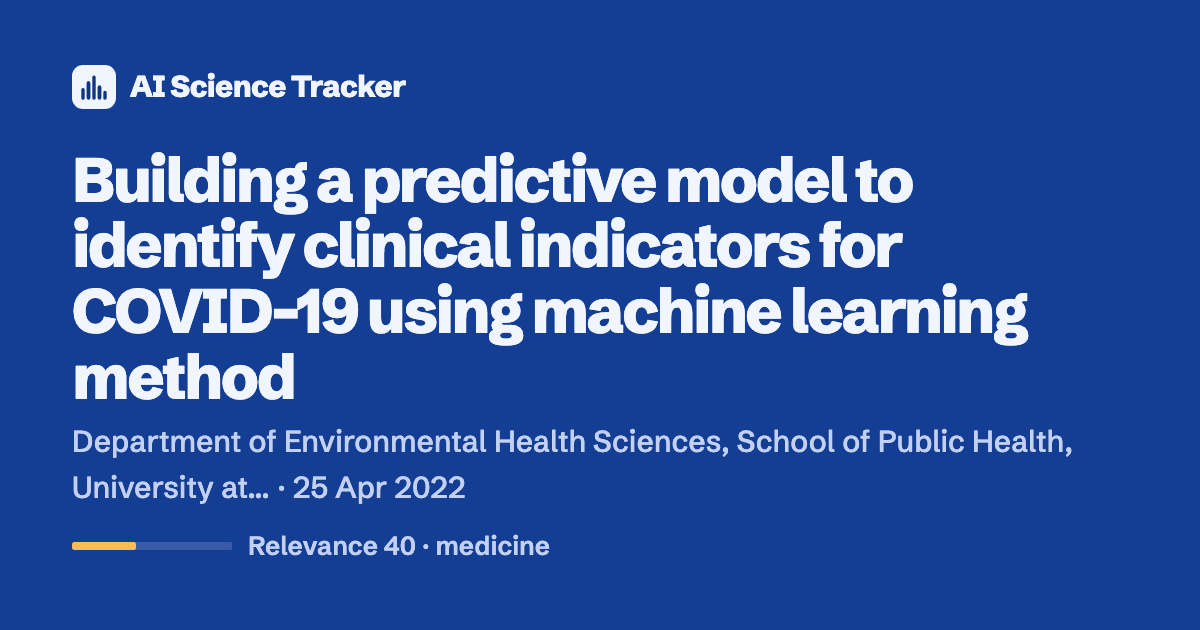 AI Science Tracker
Building a predictive model to
identify clinical indicators for
COVID-19 using machine learning
method
Department of Environmental Health Sciences, School of Public Health,
University at... · 25 Apr 2022
Relevance 40 · medicine